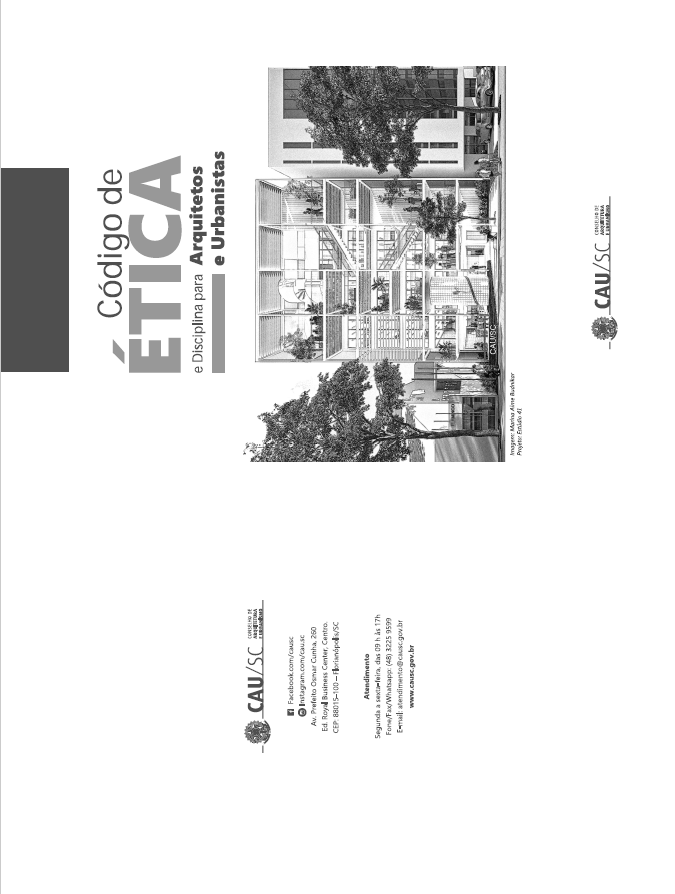 Código de
ÉTICA
e Disciplina para Arquitetos
e Urbanistas
CAU/SC
Imagem: Marina Aime Budnikar
Projeto: Estúdio 41
CAU/SC
CONSELHO DE
ARQUITETURA
E URBANISMO
CAU/SC
CONSELHO DE
ARQUITETURA
E URBANISMO
Facebook.com/causc
Instagram.com/cau.sc
Av. Prefeito Osmar Cunha, 260
Ed. Royal Business Center, Centro.
CEP: 88015-100 – Florianópolis/SC
Atendimento
Segunda a sexta-feira, das 09 h às 17h
Fone/Fax/Whatsapp: (48) 3225 9599
E-mail: atendimento@causc.gov.br
www.causc.gov.br